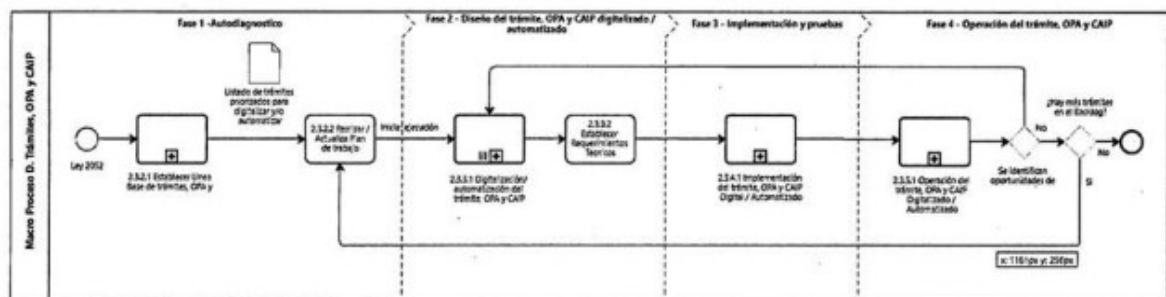 Macro Proceso D. Trámites, OPA y CAIP
Fase 1 -Autodiagnostico
Fase 2 - Diseño del trámite, OPA y CAIP digitalizado /
automatizado
Fase 3 - Implementación y pruebas
Fase 4 - Operación del trámite, OPA y CAIP
Ley 2052
2.3.2.1 Establecer Línea
Base de trámites, OPA y
Listado de trámites
priorizados para
digitalizar y/o
automatizar
2.3.2.2 Realizar /
Actualiza Plan
de trabajo
Iniciar ejecución
2.3.3.1 Digitalización/
automatización del
trámite, OPA y CAIP
2.3.3.2
Establecer
Requerimientos
Técnicos
2.3.4.1 Implementación
del trámite, OPA y CAIP
Digital / Automatizado
2.3.5.1 Operación del
trámite, OPA y CAIP
Digitalizado /
Automatizado
No
Se identifican
oportunidades de
¿Hay más trámites
en el Backlog?
No
Si
x: 1161px y: 256px